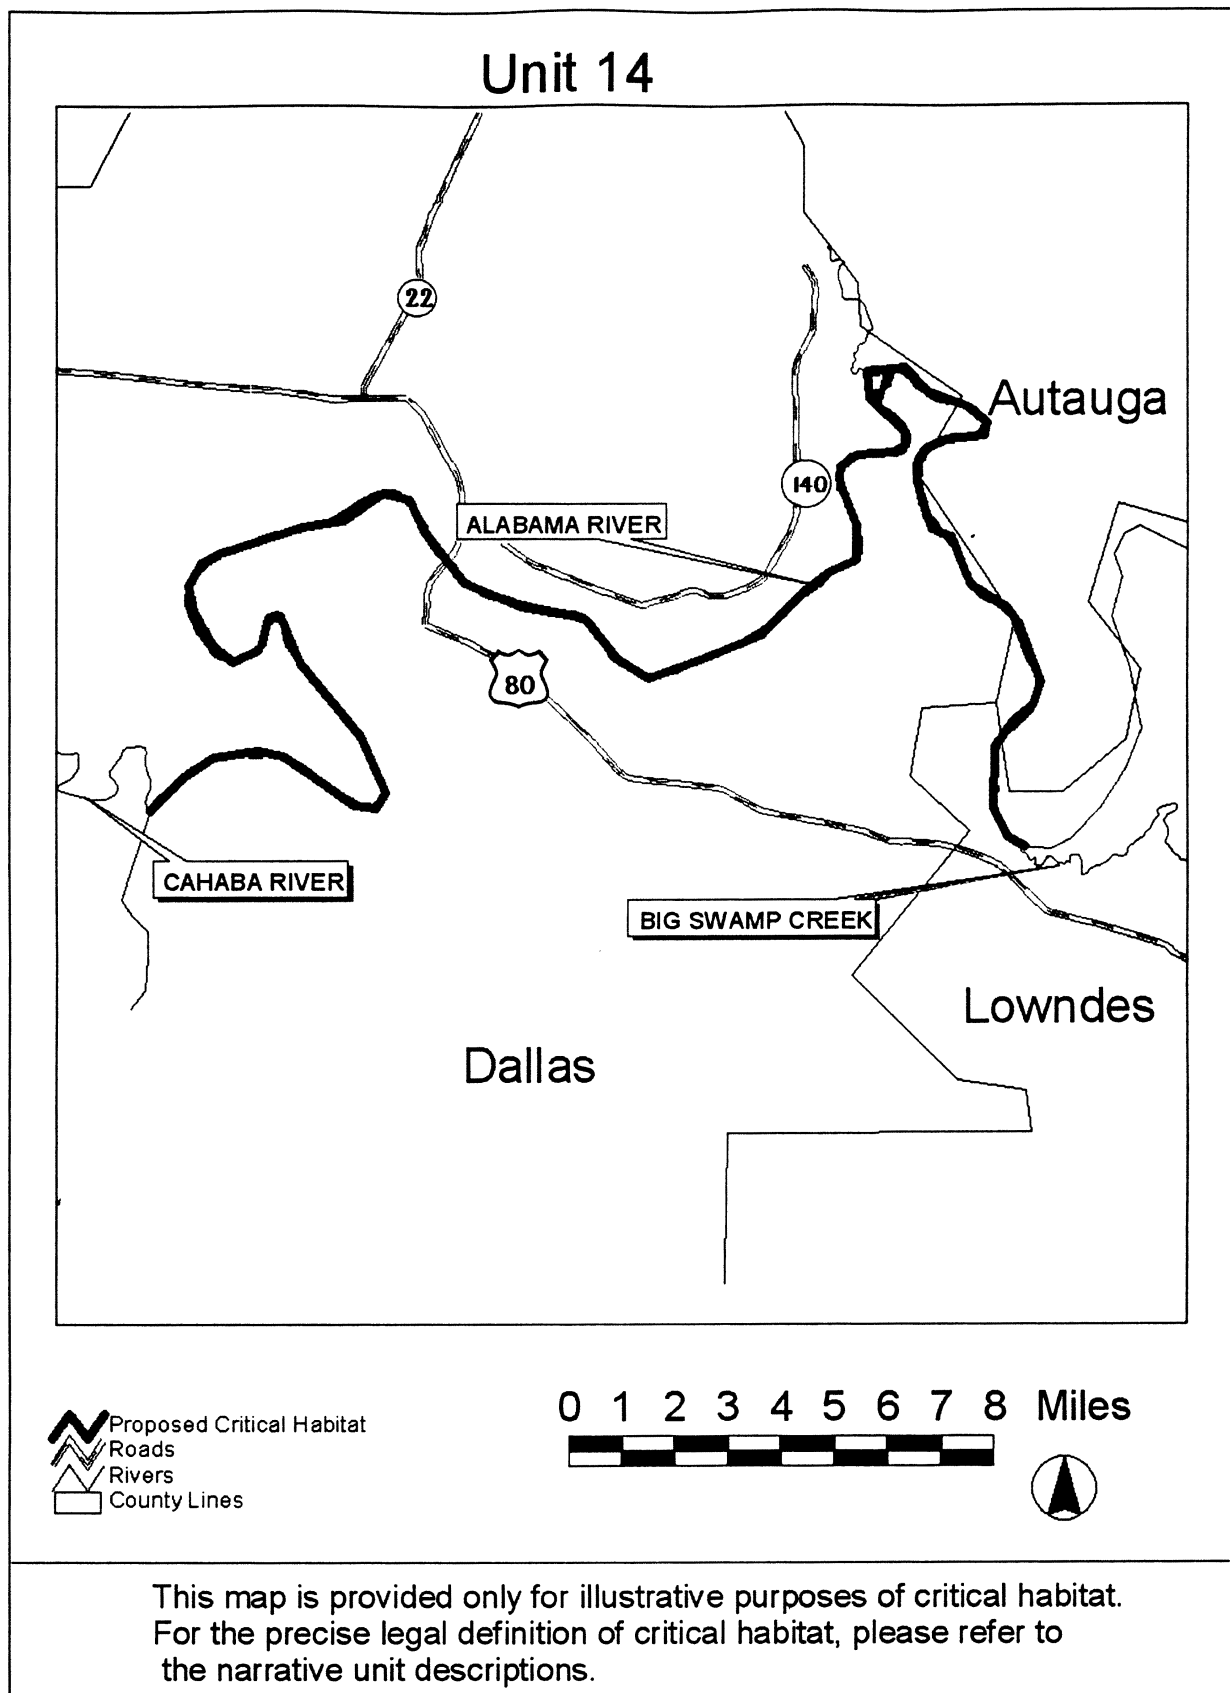 Unit 14
22
Autauga
140
ALABAMA RIVER
80
CAHABA RIVER
BIG SWAMP CREEK
Lowndes
Dallas
0 1 2 3 4 5 6 7 8 Miles
Proposed Critical Habitat
Roads
Rivers
County Lines
This map is provided only for illustrative purposes of critical habitat.
For the precise legal definition of critical habitat, please refer to
the narrative unit descriptions.